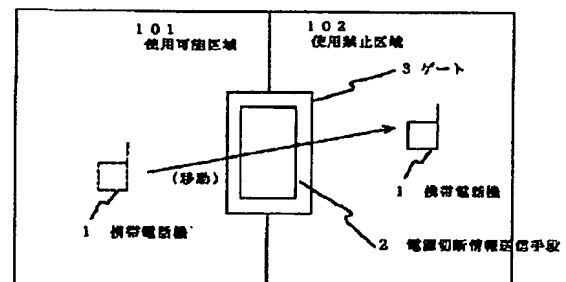 101
使用可能区域
102
使用禁止区域
3 ゲート
(移動)
1 携帯電話機
1 携帯電話機
2 電源切断情報送信手段